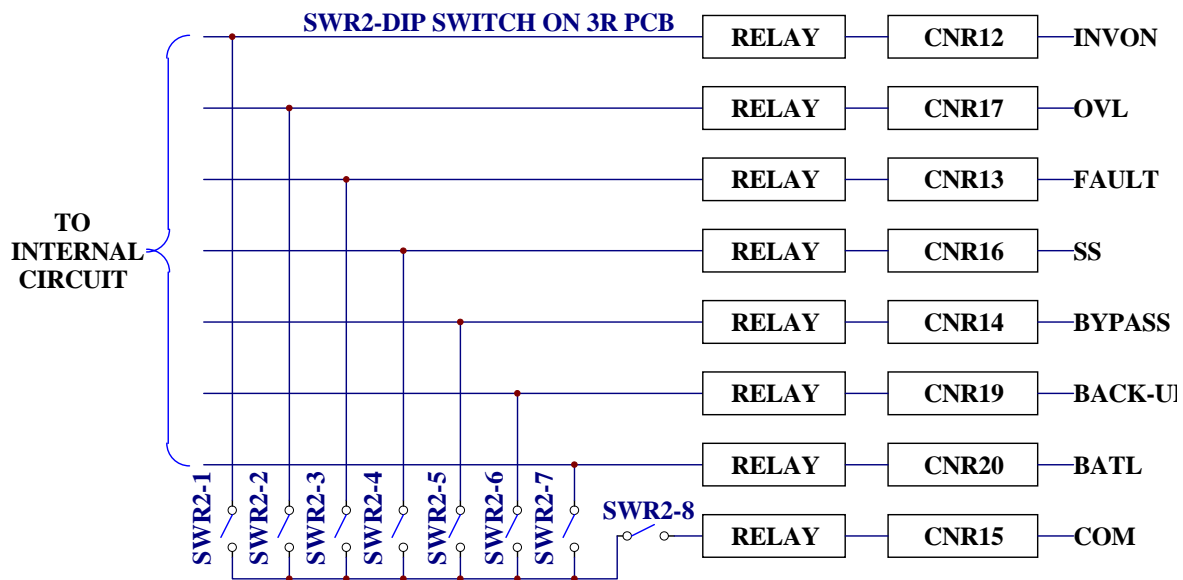 SWR2-DIP SWITCH ON 3R PCB
RELAY CNR12 INVON
RELAY CNR17 OVL
RELAY CNR13 FAULT
TO
INTERNAL
CIRCUIT
RELAY CNR16 SS
RELAY CNR14 BYPASS
RELAY CNR19 BACK-U
RELAY CNR20 BATL
SWR2-1
SWR2-2
SWR2-3
SWR2-4
SWR2-5
SWR2-6
SWR2-7
SWR2-8
RELAY CNR15 COM